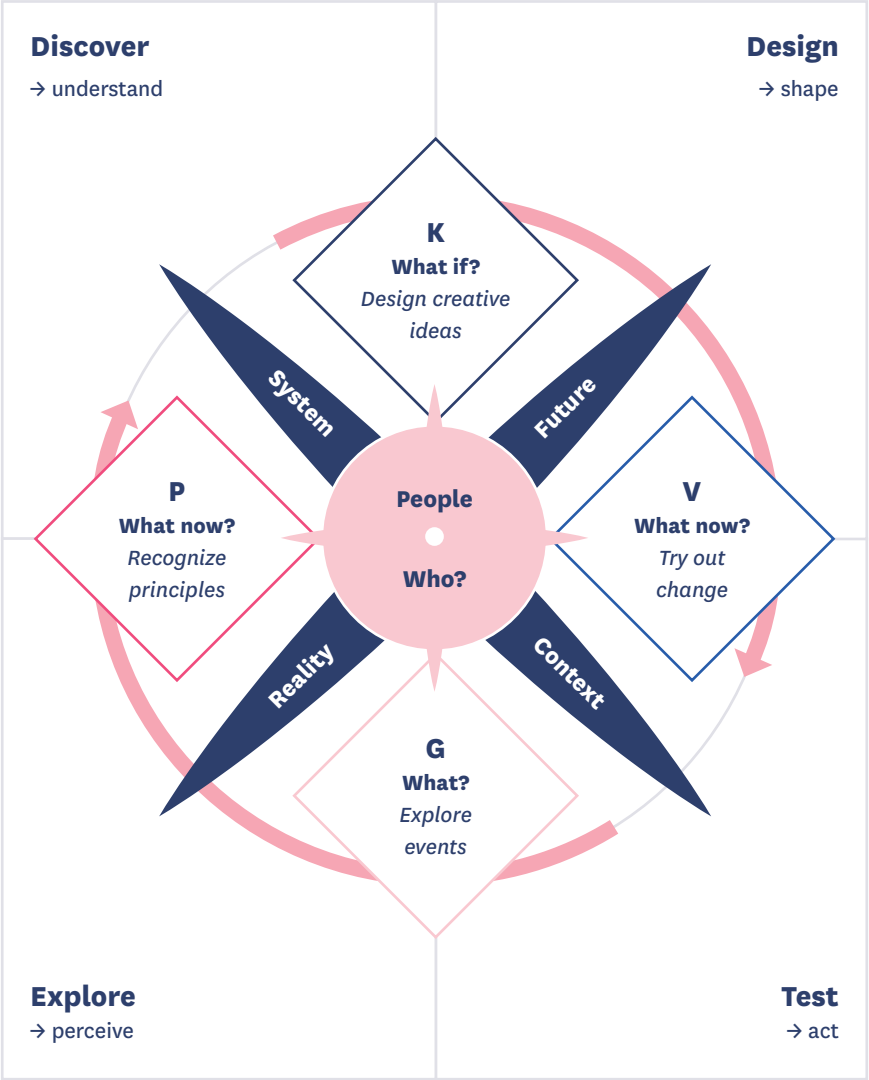 Discover
→ understand
Design
→ shape
K
What if?
Design creative
ideas
System
Future
P
What now?
Recognize
principles
People
Who?
V
What now?
Try out
change
Reality
Context
G
What?
Explore
events
Explore
→ perceive
Test
→ act